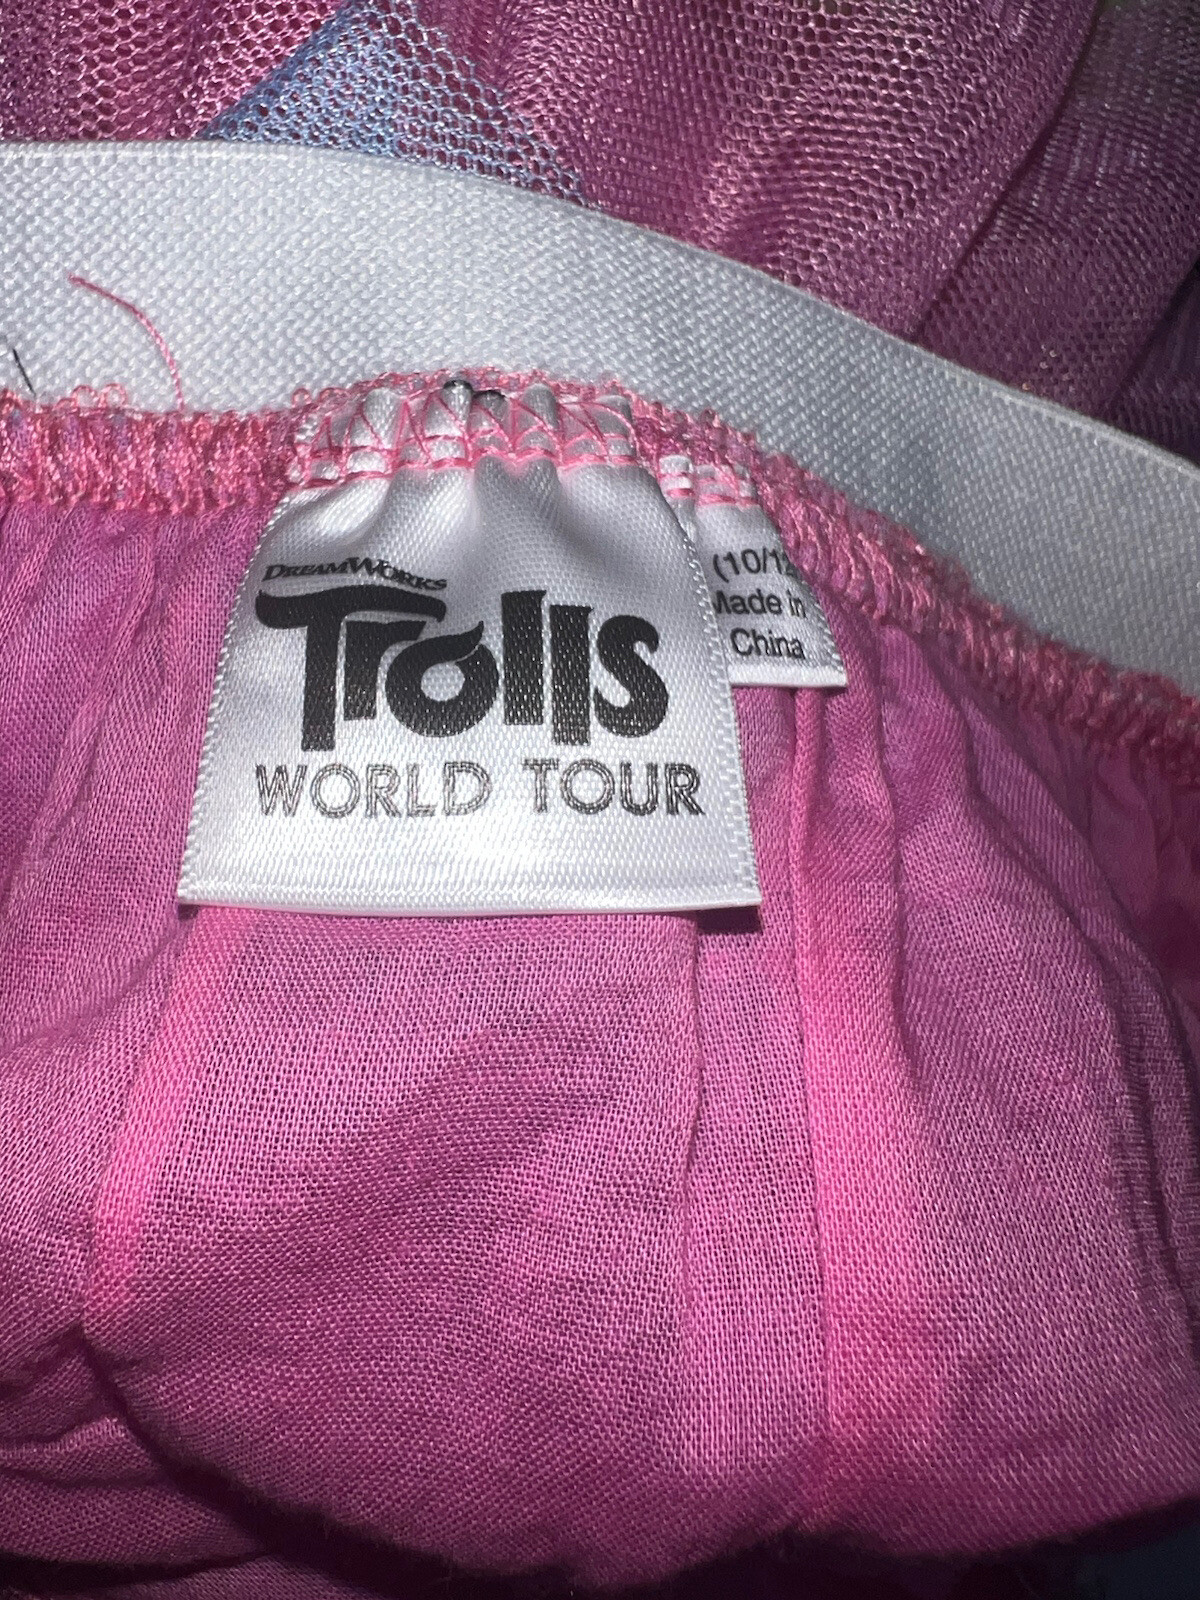 DREAMWORKS
Trolls
WORLD TOUR
(10/12
Made in
China